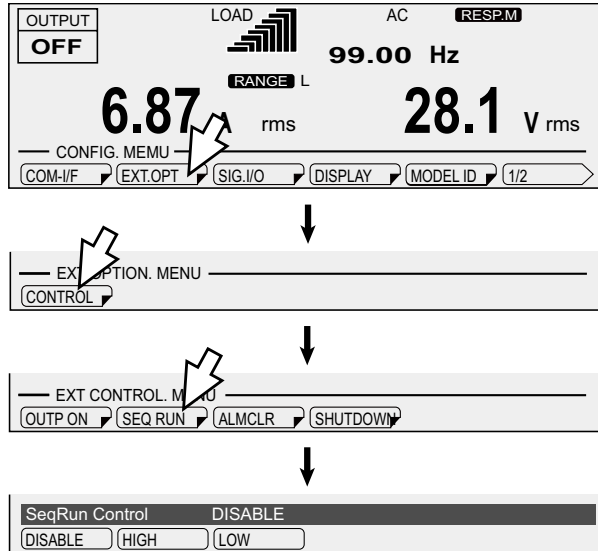 OUTPUT LOAD AC RESP.M
OFF 99.00 Hz
RANGE L
6.87 A rms 28.1 V rms
CONFIG. MEMU
COM-I/F EXT.OPT SIG.I/O DISPLAY MODEL ID 1/2
EXT OPTION. MENU
CONTROL
EXT CONTROL. MENU
OUTP ON SEQ RUN ALMCLR SHUTDOWN
SeqRun Control DISABLE
DISABLE HIGH LOW